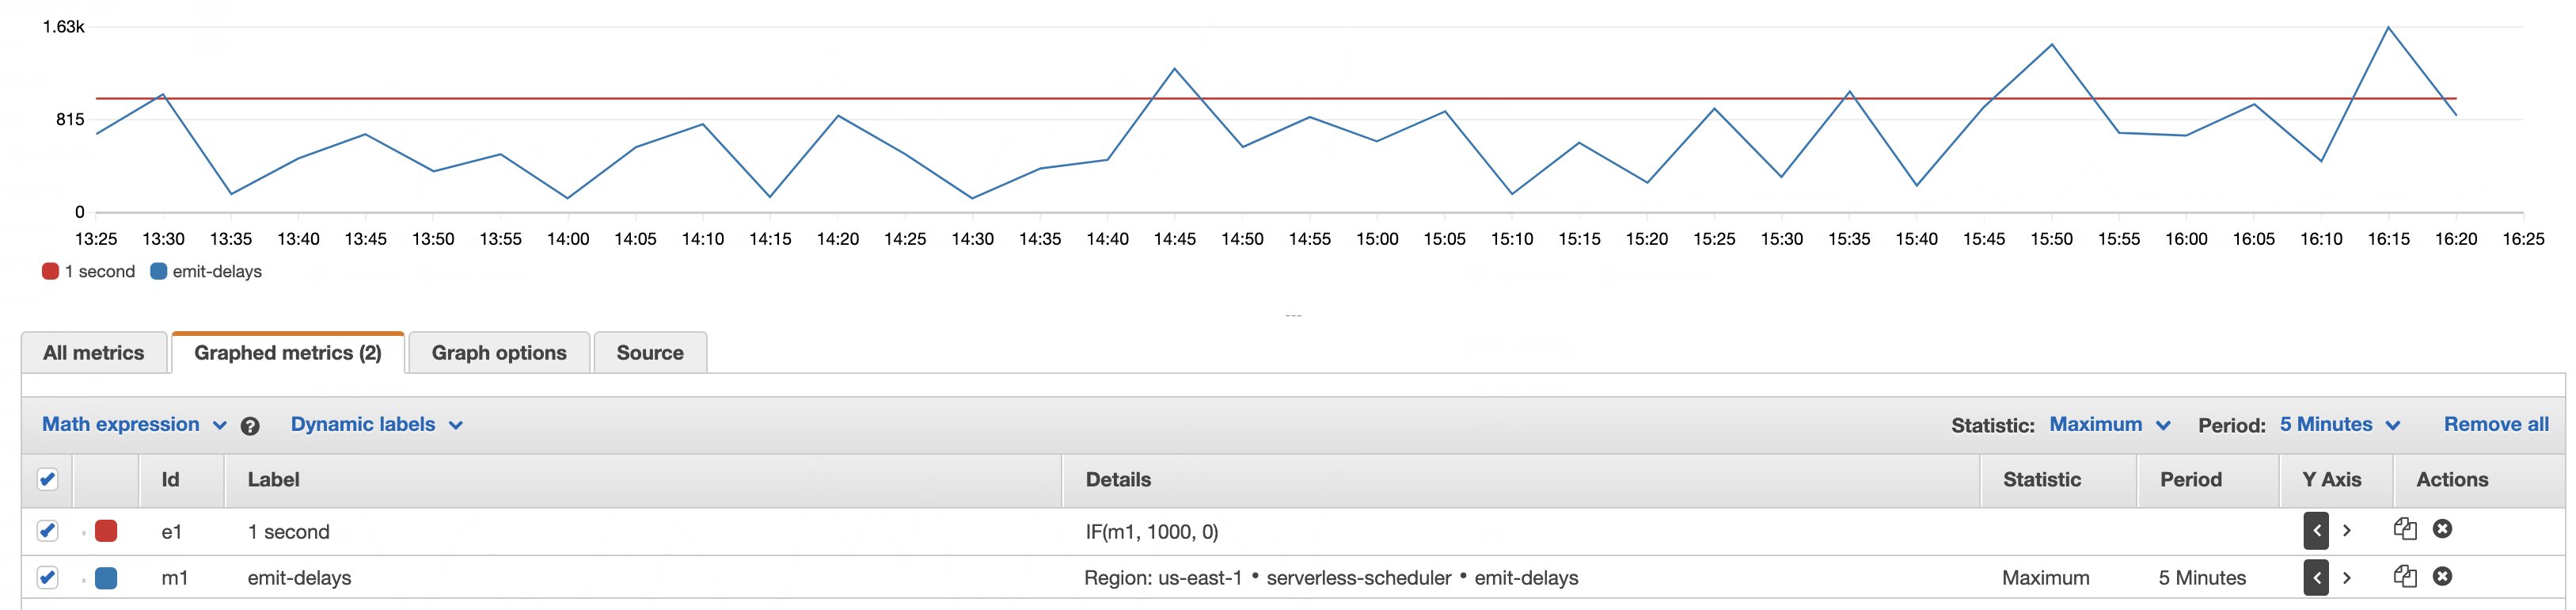 1.63k
815
0
13:25 13:30 13:35 13:40 13:45 13:50 13:55 14:00 14:05 14:10 14:15 14:20 14:25 14:30 14:35 14:40 14:45 14:50 14:55 15:00 15:05 15:10 15:15 15:20 15:25 15:30 15:35 15:40 15:45 15:50 15:55 16:00 16:05 16:10 16:15 16:20 16:25
1 second emit-delays
All metrics Graphed metrics (2) Graph options Source
Math expression ? Dynamic labels Statistic: Maximum Period: 5 Minutes Remove all
Id Label Details Statistic Period Y Axis Actions
e1 1 second IF(m1, 1000, 0) < >
m1 emit-delays Region: us-east-1 • serverless-scheduler • emit-delays Maximum 5 Minutes < >